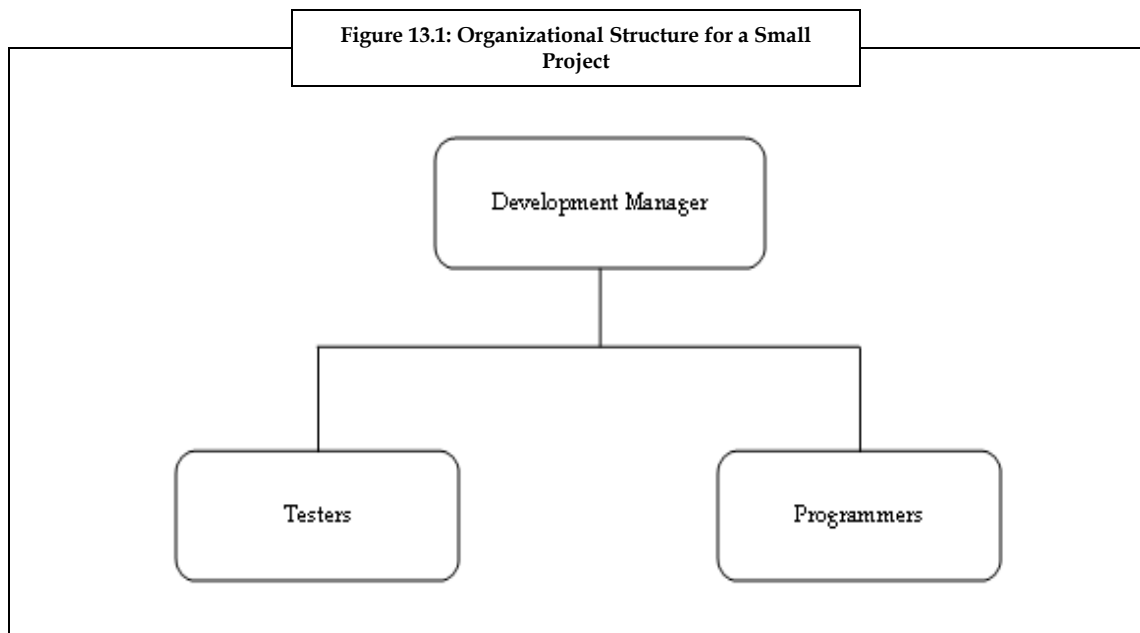 Figure 13.1: Organizational Structure for a Small
Project
Development Manager
Testers
Programmers